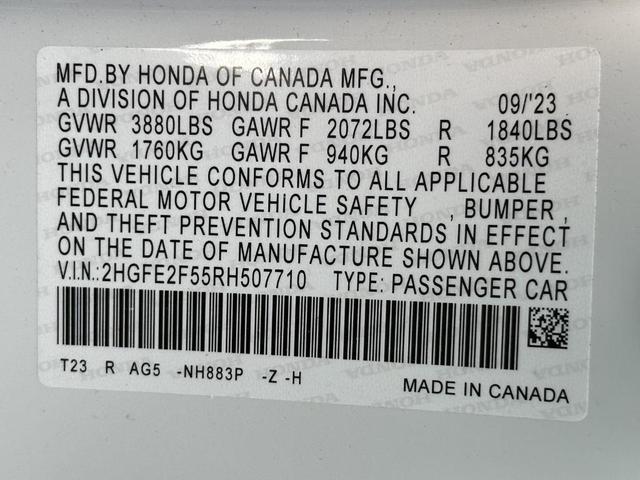 MFD.BY HONDA OF CANADA MFG.,
A DIVISION OF HONDA CANADA INC. 09/'23
GVWR 3880LBS GAWR F 2072LBS R 1840LBS
GVWR 1760KG GAWR F 940KG R 835KG
THIS VEHICLE CONFORMS TO ALL APPLICABLE
FEDERAL MOTOR VEHICLE SAFETY , BUMPER ,
AND THEFT PREVENTION STANDARDS IN EFFECT
ON THE DATE OF MANUFACTURE SHOWN ABOVE.
V.I.N.:2HGFE2F55RH507710 TYPE: PASSENGER CAR
T23 R AG5 -NH883P -Z -H
MADE IN CANADA